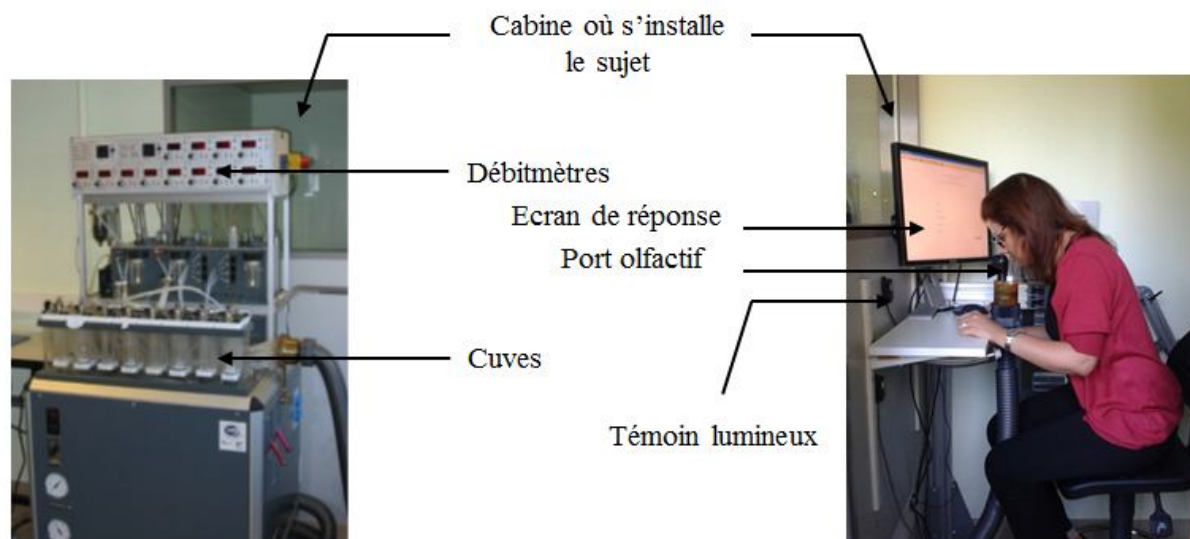 Cabine où s’installe
le sujet
Débitmètres
Ecran de réponse
Port olfactif
Cuves
Témoin lumineux